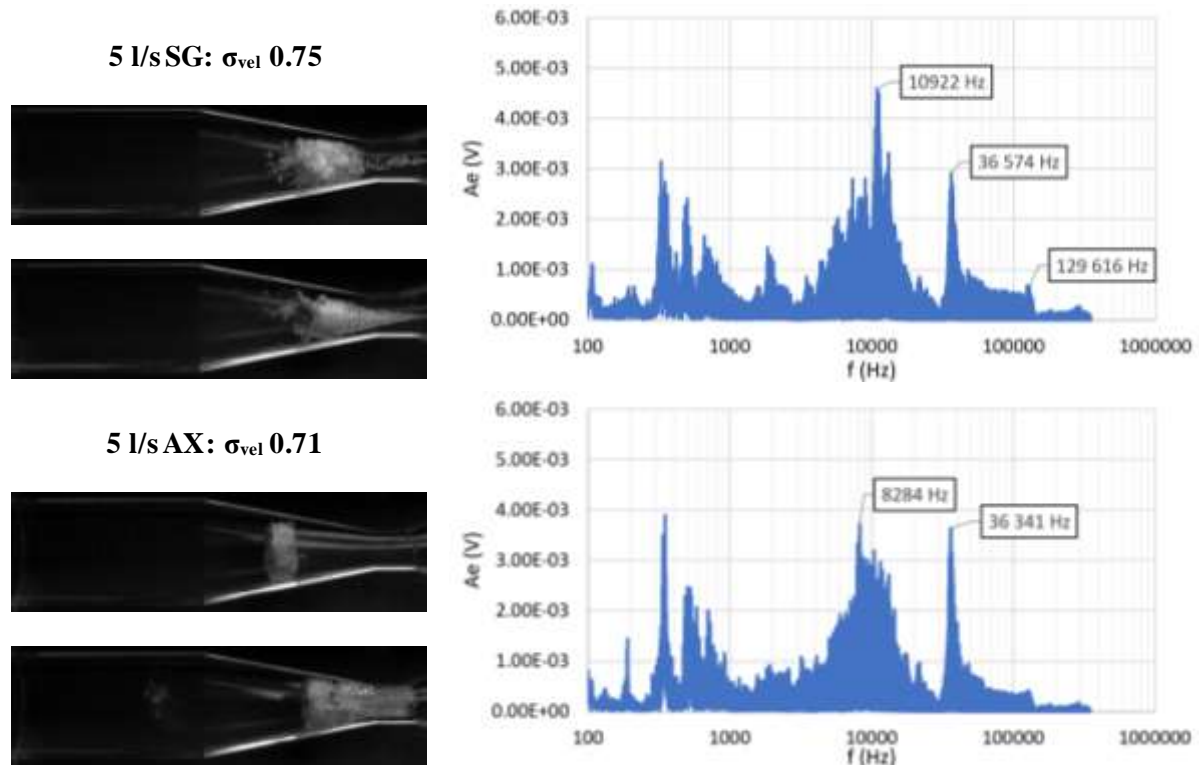 5 l/s SG: σvel 0.75
6.00E-03
5.00E-03
4.00E-03
3.00E-03
2.00E-03
1.00E-03
0.00E+00
Ae (V)
10922 Hz
36 574 Hz
129 616 Hz
100 1000 10000 100000 1000000
f (Hz)
5 l/s AX: σvel 0.71
6.00E-03
5.00E-03
4.00E-03
3.00E-03
2.00E-03
1.00E-03
0.00E+00
Ae (V)
8284 Hz
36 341 Hz
100 1000 10000 100000 1000000
f (Hz)